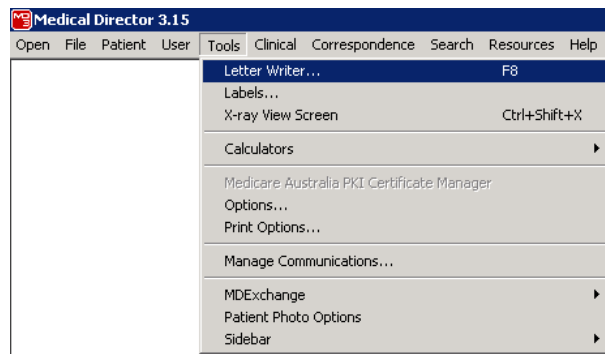 Medical Director 3.15
Open File Patient User Tools Clinical Correspondence Search Resources Help
Letter Writer... F8
Labels...
X-ray View Screen Ctrl+Shift+X
Calculators
Medicare Australia PKI Certificate Manager
Options...
Print Options...
Manage Communications...
MDExchange
Patient Photo Options
Sidebar